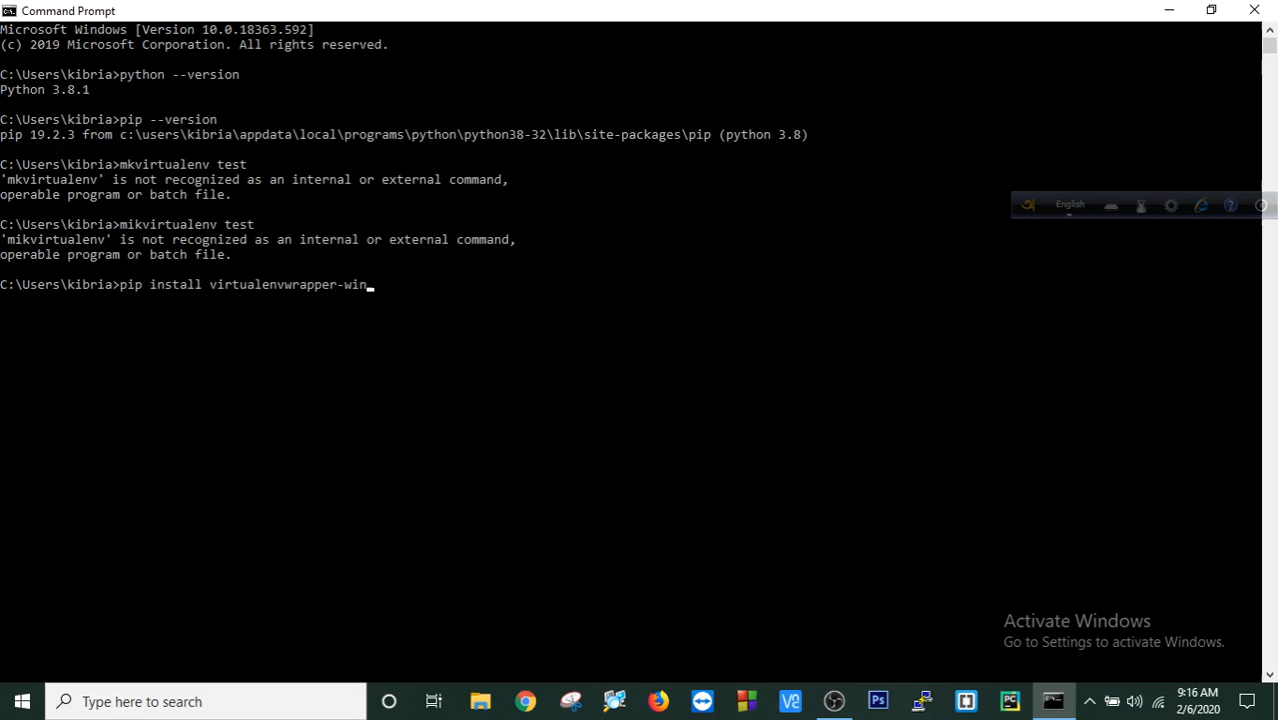 Command Prompt
Microsoft Windows [Version 10.0.18363.592]
(c) 2019 Microsoft Corporation. All rights reserved.
C:\Users\kibria>python --version
Python 3.8.1
C:\Users\kibria>pip --version
pip 19.2.3 from c:\users\kibria\appdata\local\programs\python\python38-32\lib\site-packages\pip (python 3.8)
C:\Users\kibria>mkvirtualenv test
'mkvirtualenv' is not recognized as an internal or external command,
operable program or batch file.
English
C:\Users\kibria>mikvirtualenv test
'mikvirtualenv' is not recognized as an internal or external command,
operable program or batch file.
C:\Users\kibria>pip install virtualenvwrapper-win_
Activate Windows
Go to Settings to activate Windows.
Type here to search
Ps
PC
9:16 AM
2/6/2020